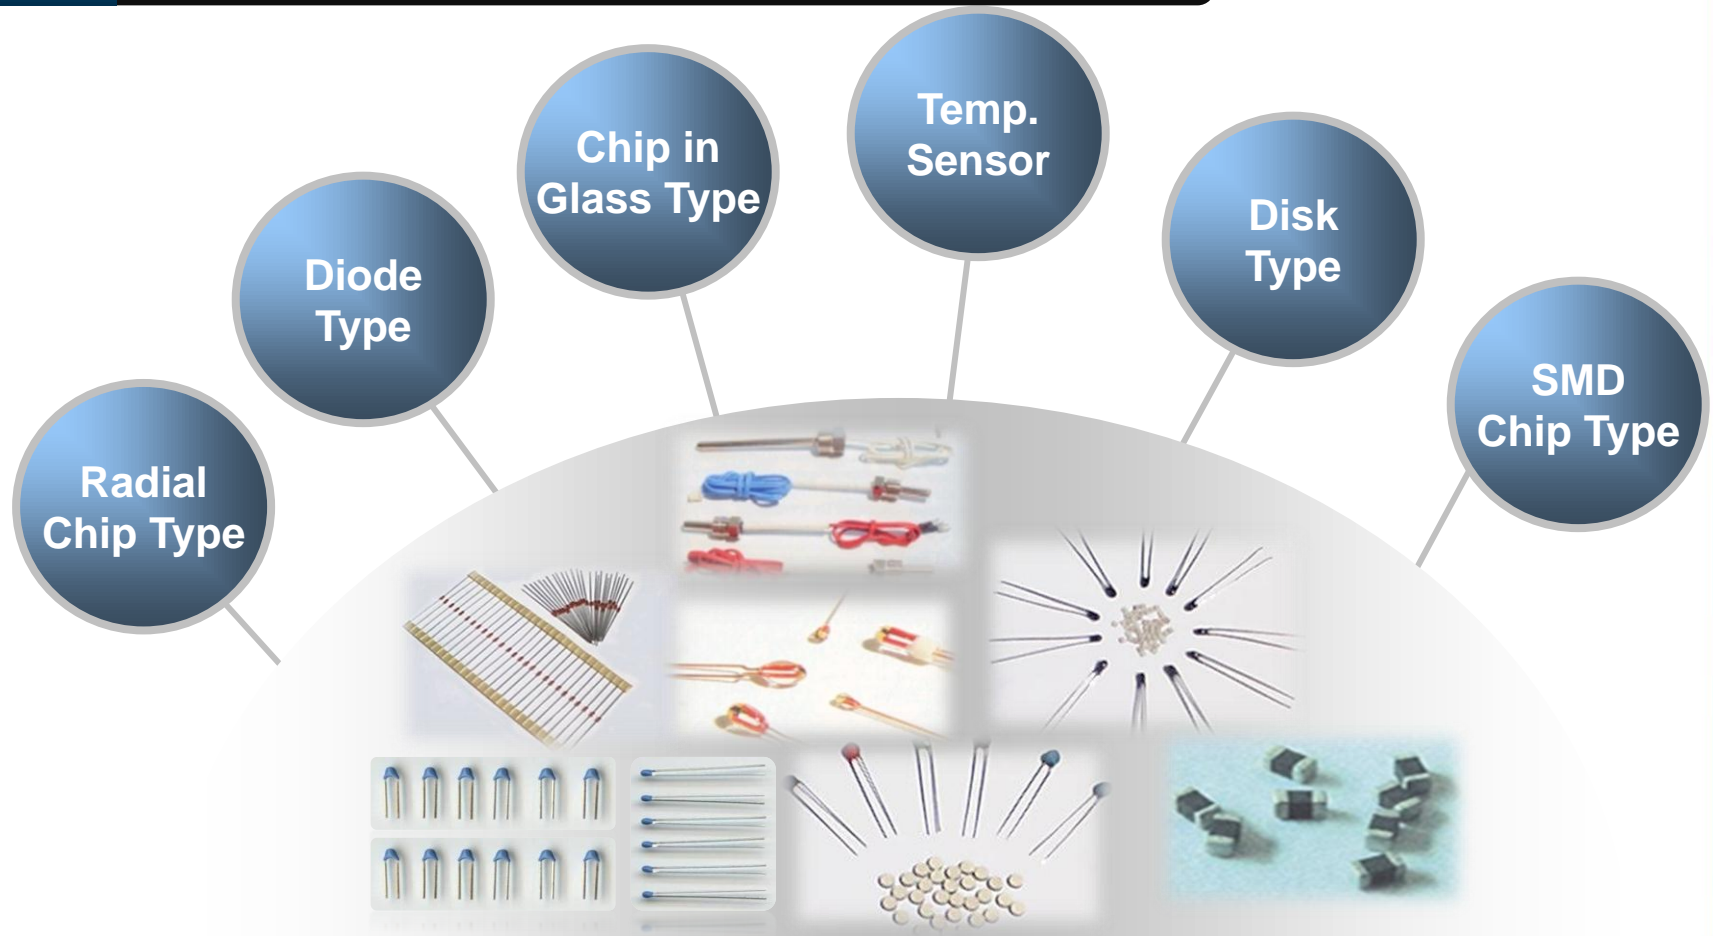 Radial
Chip Type
Diode
Type
Chip in
Glass Type
Temp.
Sensor
Disk
Type
SMD
Chip Type